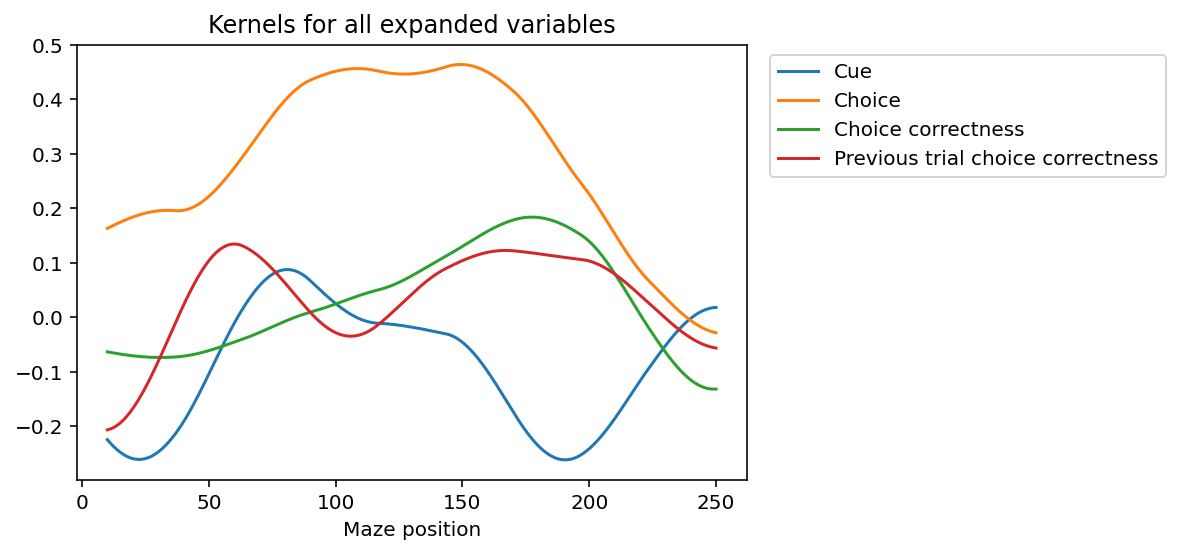 Kernels for all expanded variables
0.5
0.4
0.3
0.2
0.1
0.0
−0.1
−0.2
0 50 100 150 200 250
Maze position
Cue
Choice
Choice correctness
Previous trial choice correctness